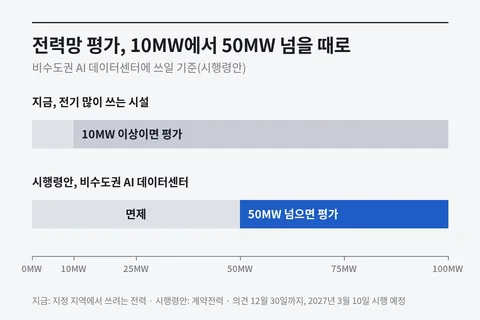 전력망 평가, 10MW에서 50MW 넘을 때로
비수도권 AI 데이터센터에 쓰일 기준(시행령안)
지금, 전기 많이 쓰는 시설
10MW 이상이면 평가
시행령안, 비수도권 AI 데이터센터
면제
50MW 넘으면 평가
0MW 10MW 25MW 50MW 75MW 100MW
지금: 지정 지역에서 쓰려는 전력 · 시행령안: 계약전력 · 의견 12월 30일까지, 2027년 3월 10일 시행 예정